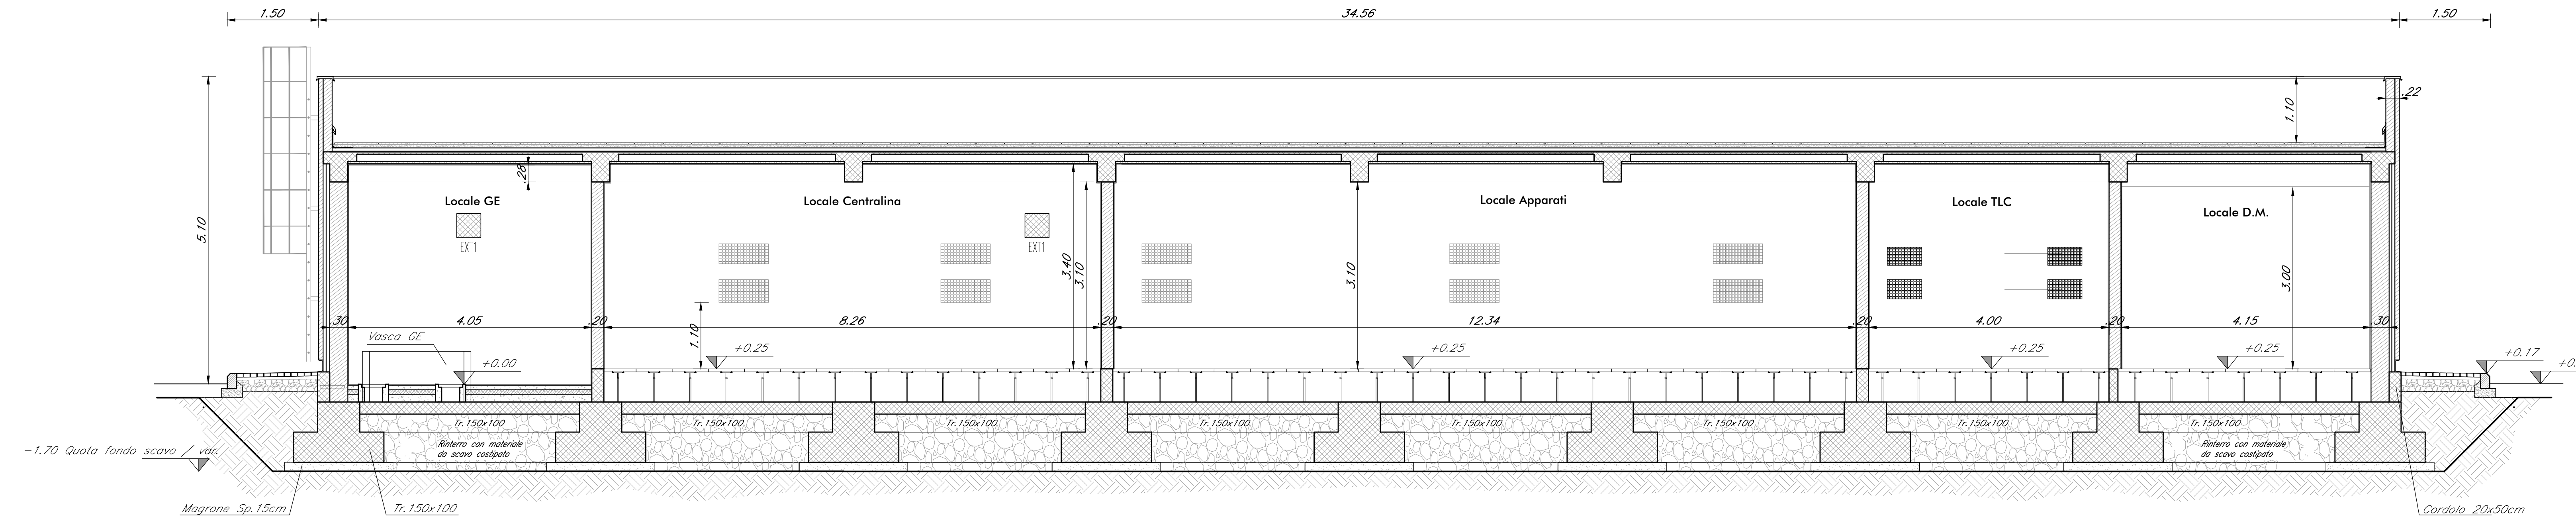 1.50
34.56
1.50
1.10
.22
.28
5.10
Locale GE
Locale Centralina
Locale Apparati
Locale TLC
Locale D.M.
EXT1
EXT1
3.40
3.10
3.10
3.00
1.10
.30
4.05
.20
8.26
.20
12.34
.20
4.00
.20
4.15
.30
Vasca GE
+0.00
+0.25
+0.25
+0.25
+0.25
+0.17
+0.
Tr.150x100
Tr.150x100
Tr.150x100
Tr.150x100
Tr.150x100
Tr.150x100
Tr.150x100
Tr.150x100
Rinterro con materiale
da scavo costipato
Rinterro con materiale
da scavo costipato
-1.70 Quota fondo scavo / var.
Magrone Sp.15cm
Tr.150x100
Cordolo 20x50cm